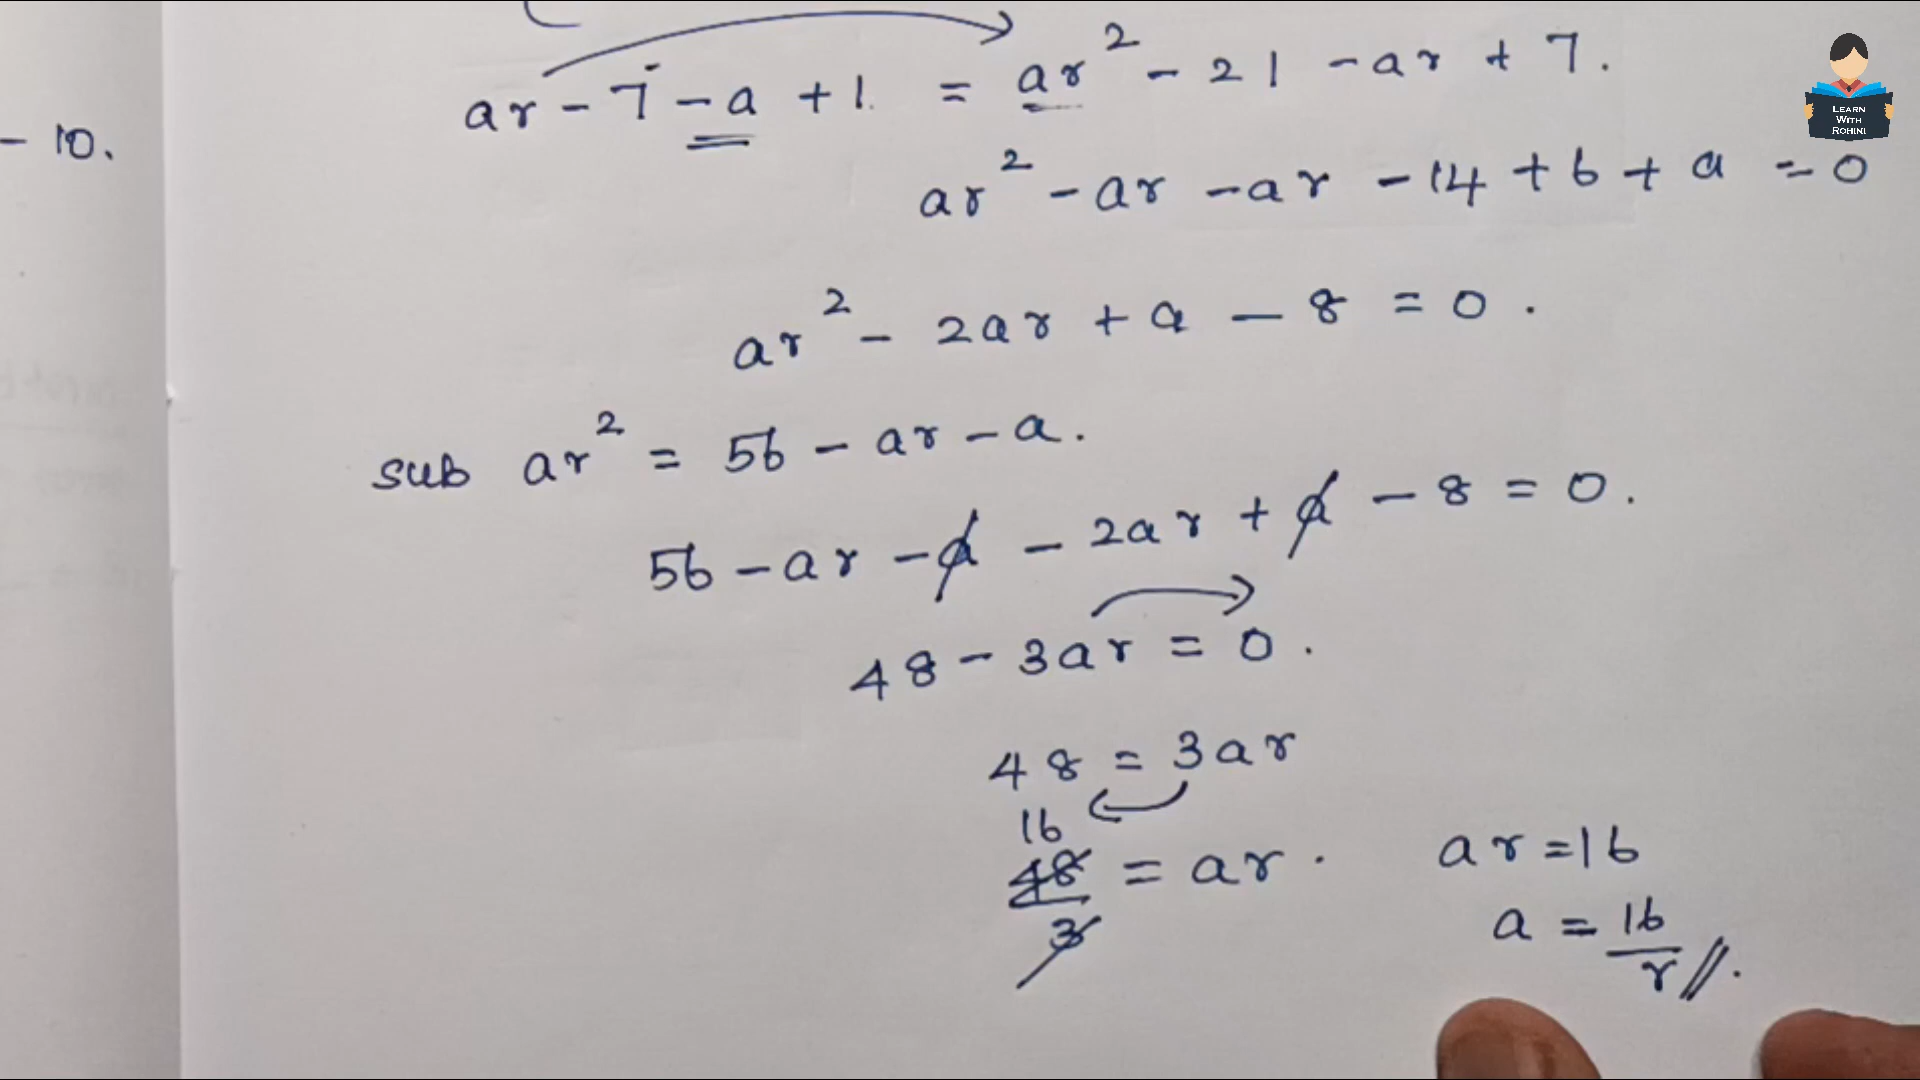 ar - 7 - a + 1 = ar² - 21 - ar + 7.
- 10.
ar² - ar - ar - 14 + 6 + a = 0
ar² - 2ar + a - 8 = 0.
sub ar² = 56 - ar - a.
56 - ar - a - 2ar + a - 8 = 0.
48 - 3ar = 0.
48 = 3ar
16
48/3 = ar.
ar = 16
a = 16/r //.
LEARN
WITH
ROHINI